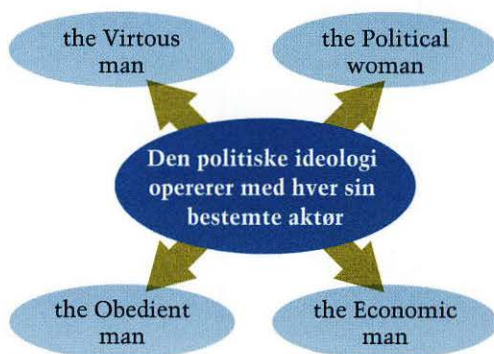 the Virtous
man
the Political
woman
Den politiske ideologi
opererer med hver sin
bestemte aktør
the Obedient
man
the Economic
man